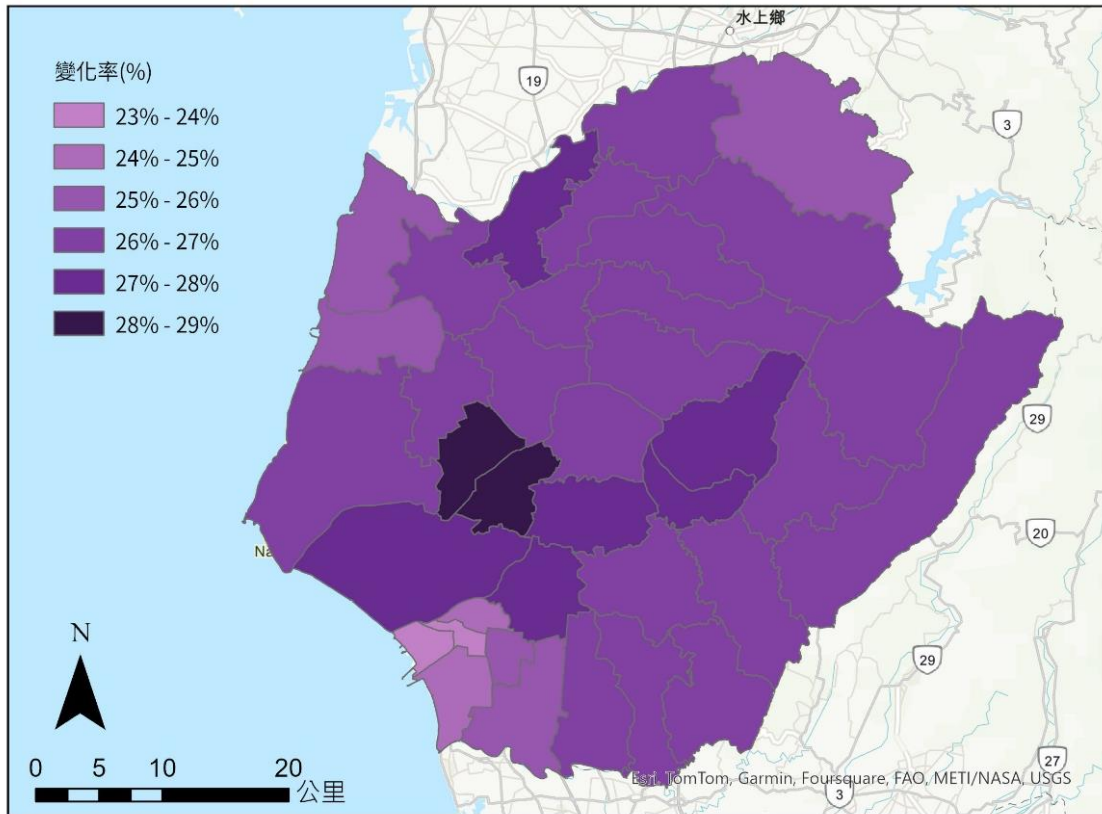 水上鄉
19
3
變化率(%)
23% - 24%
24% - 25%
25% - 26%
26% - 27%
27% - 28%
28% - 29%
29
20
Na
N
29
0 5 10 20
公里
Esri, TomTom, Garmin, Foursquare, FAO, METI/NASA, USGS
27
3